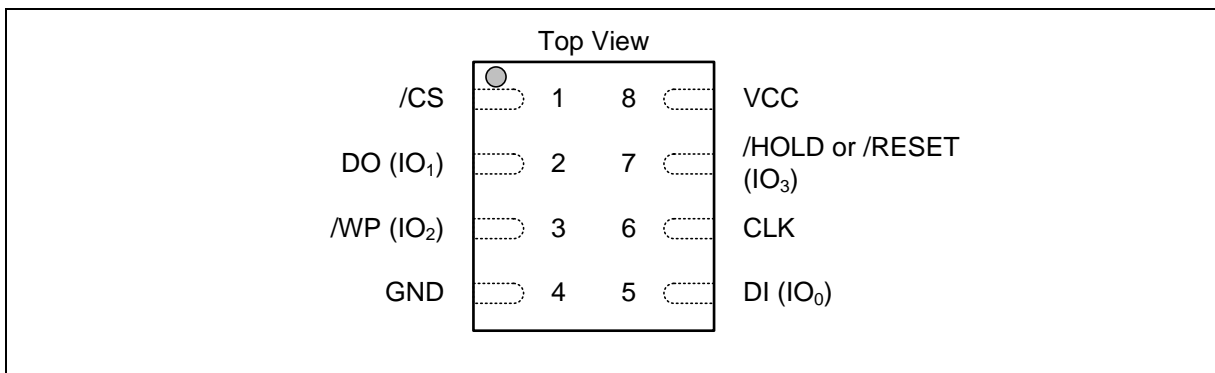 Top View
/CS 1 8 VCC
DO (IO₁) 2 7 /HOLD or /RESET
(IO₃)
/WP (IO₂) 3 6 CLK
GND 4 5 DI (IO₀)